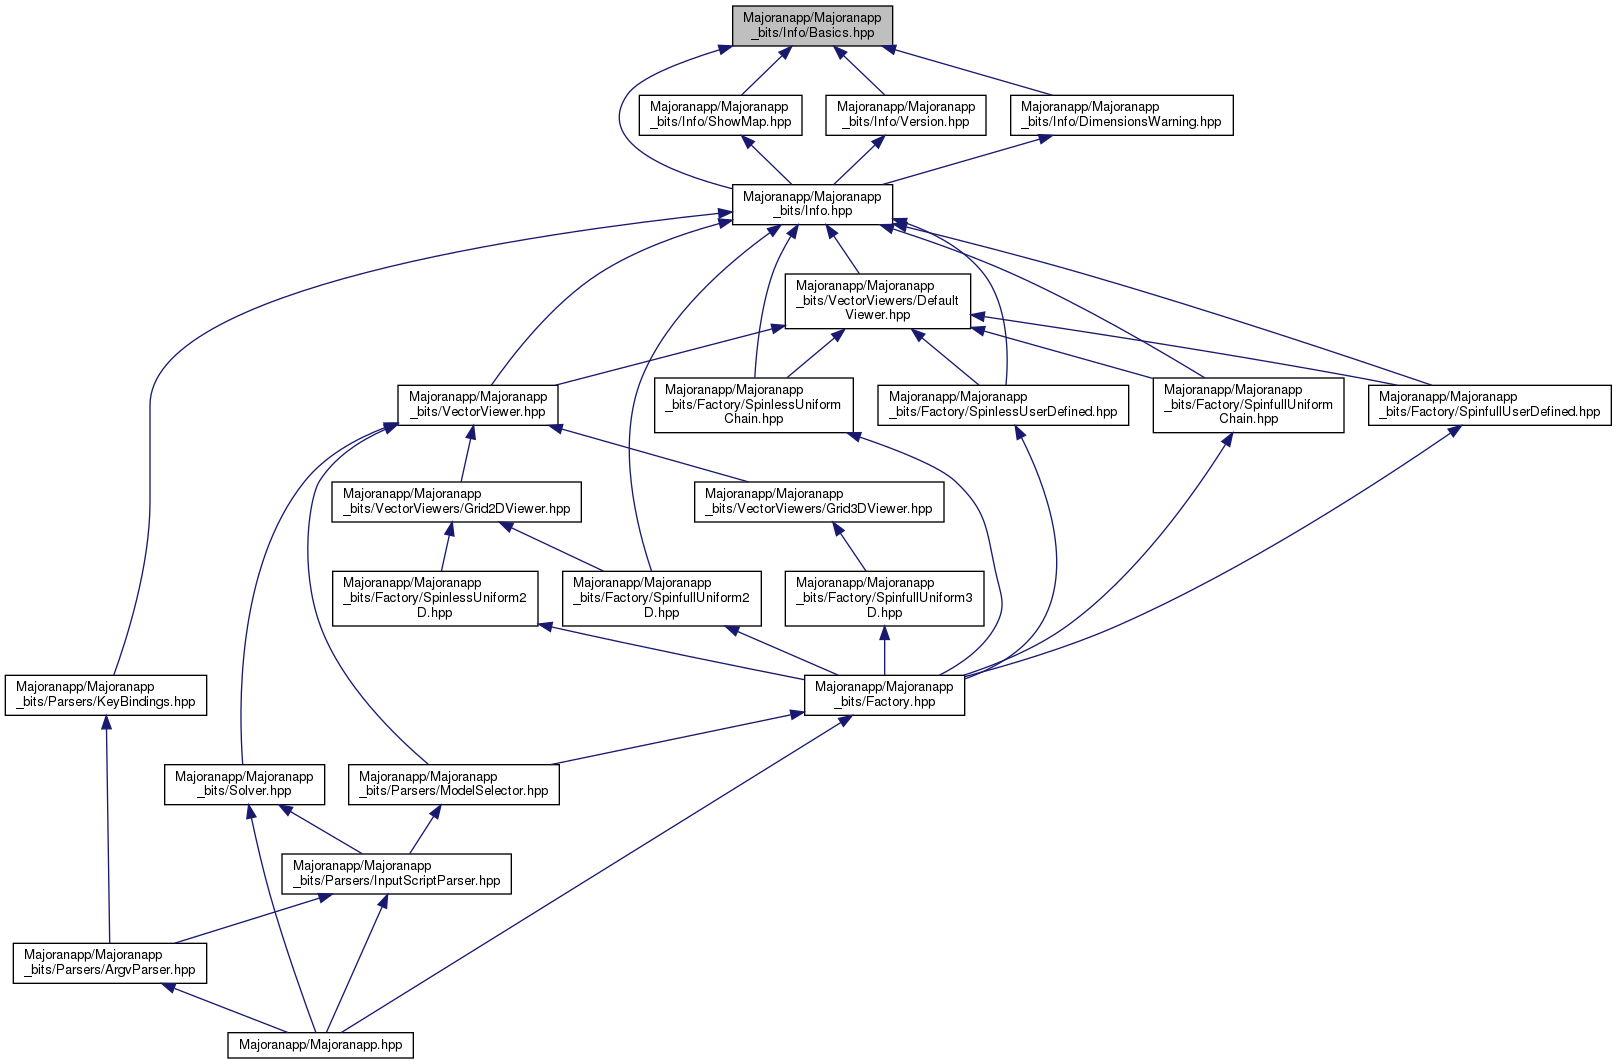 Majoranapp/Majoranapp
_bits/Info/Basics.hpp
Majoranapp/Majoranapp
_bits/Info/ShowMap.hpp
Majoranapp/Majoranapp
_bits/Info/Version.hpp
Majoranapp/Majoranapp
_bits/Info/DimensionsWarning.hpp
Majoranapp/Majoranapp
_bits/Info.hpp
Majoranapp/Majoranapp
_bits/VectorViewers/Default
Viewer.hpp
Majoranapp/Majoranapp
_bits/VectorViewer.hpp
Majoranapp/Majoranapp
_bits/Factory/SpinlessUniform
Chain.hpp
Majoranapp/Majoranapp
_bits/Factory/SpinlessUserDefined.hpp
Majoranapp/Majoranapp
_bits/Factory/SpinfullUniform
Chain.hpp
Majoranapp/Majoranapp
_bits/Factory/SpinfullUserDefined.hpp
Majoranapp/Majoranapp
_bits/VectorViewers/Grid2DViewer.hpp
Majoranapp/Majoranapp
_bits/VectorViewers/Grid3DViewer.hpp
Majoranapp/Majoranapp
_bits/Factory/SpinlessUniform2
D.hpp
Majoranapp/Majoranapp
_bits/Factory/SpinfullUniform2
D.hpp
Majoranapp/Majoranapp
_bits/Factory/SpinfullUniform3
D.hpp
Majoranapp/Majoranapp
_bits/Parsers/KeyBindings.hpp
Majoranapp/Majoranapp
_bits/Factory.hpp
Majoranapp/Majoranapp
_bits/Solver.hpp
Majoranapp/Majoranapp
_bits/Parsers/ModelSelector.hpp
Majoranapp/Majoranapp
_bits/Parsers/InputScriptParser.hpp
Majoranapp/Majoranapp
_bits/Parsers/ArgvParser.hpp
Majoranapp/Majoranapp.hpp